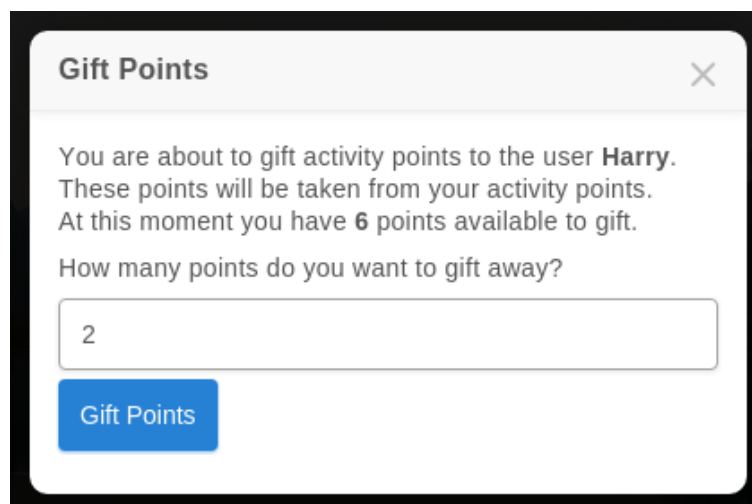 Gift Points
You are about to gift activity points to the user Harry.
These points will be taken from your activity points.
At this moment you have 6 points available to gift.
How many points do you want to gift away?
2
Gift Points